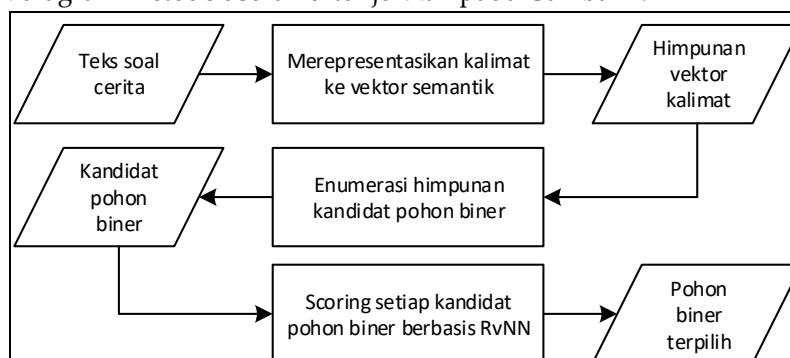 Teks soal
cerita
Merepresentasikan kalimat
ke vektor semantik
Himpunan
vektor
kalimat
Kandidat
pohon
biner
Enumerasi himpunan
kandidat pohon biner
Scoring setiap kandidat
pohon biner berbasis RvNN
Pohon
biner
terpilih